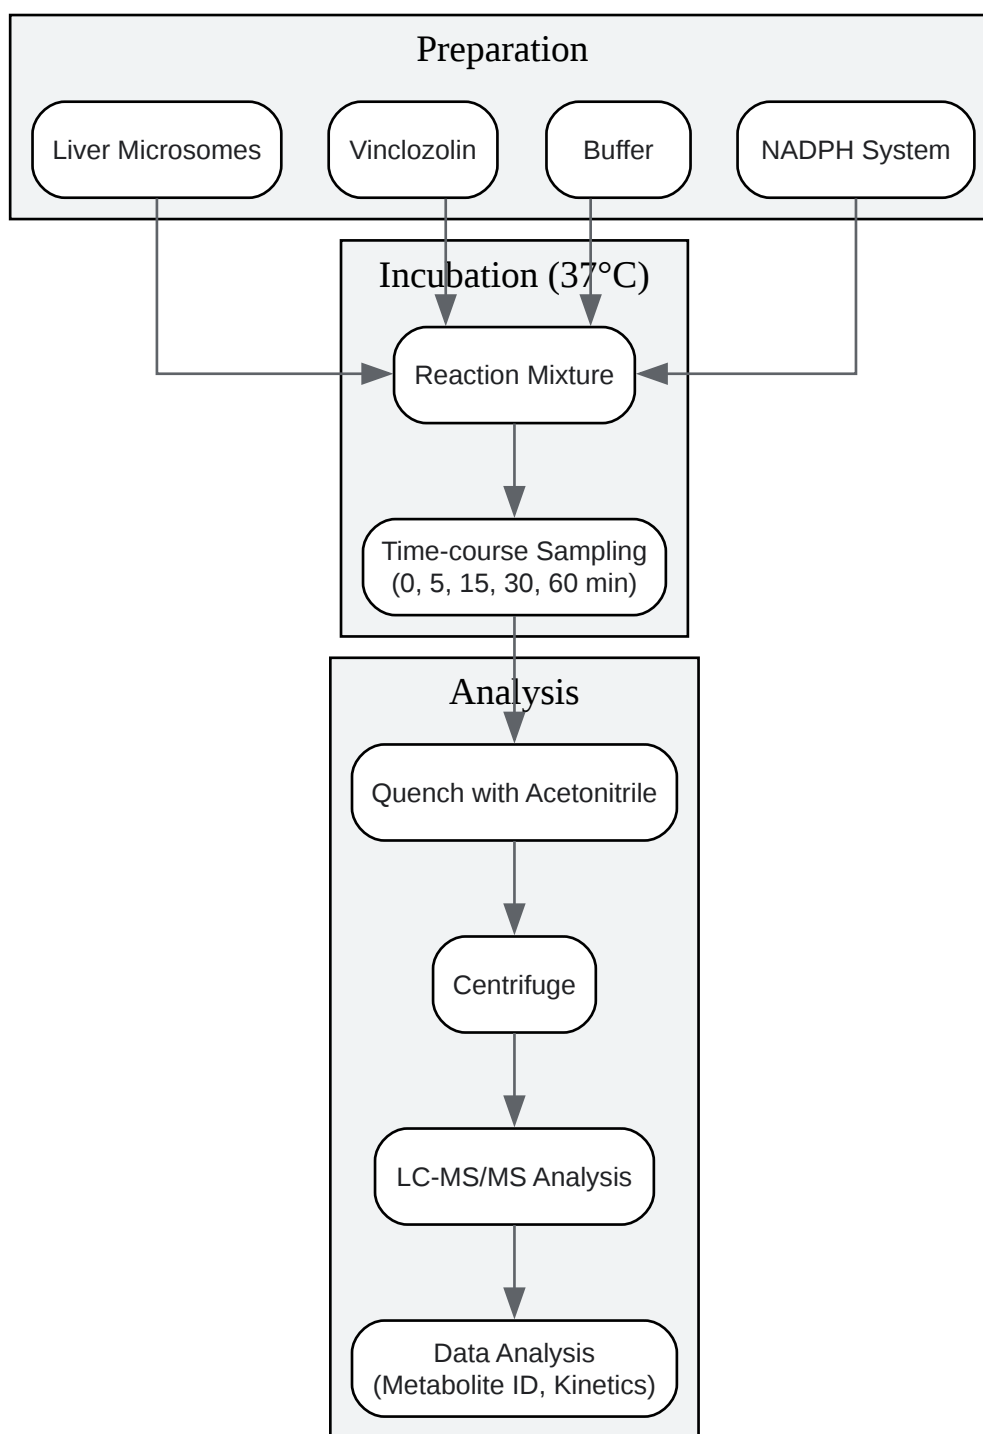 Preparation
Liver Microsomes
Vinclozolin
Buffer
NADPH System
Incubation (37°C)
Reaction Mixture
Time-course Sampling
(0, 5, 15, 30, 60 min)
Analysis
Quench with Acetonitrile
Centrifuge
LC-MS/MS Analysis
Data Analysis
(Metabolite ID, Kinetics)